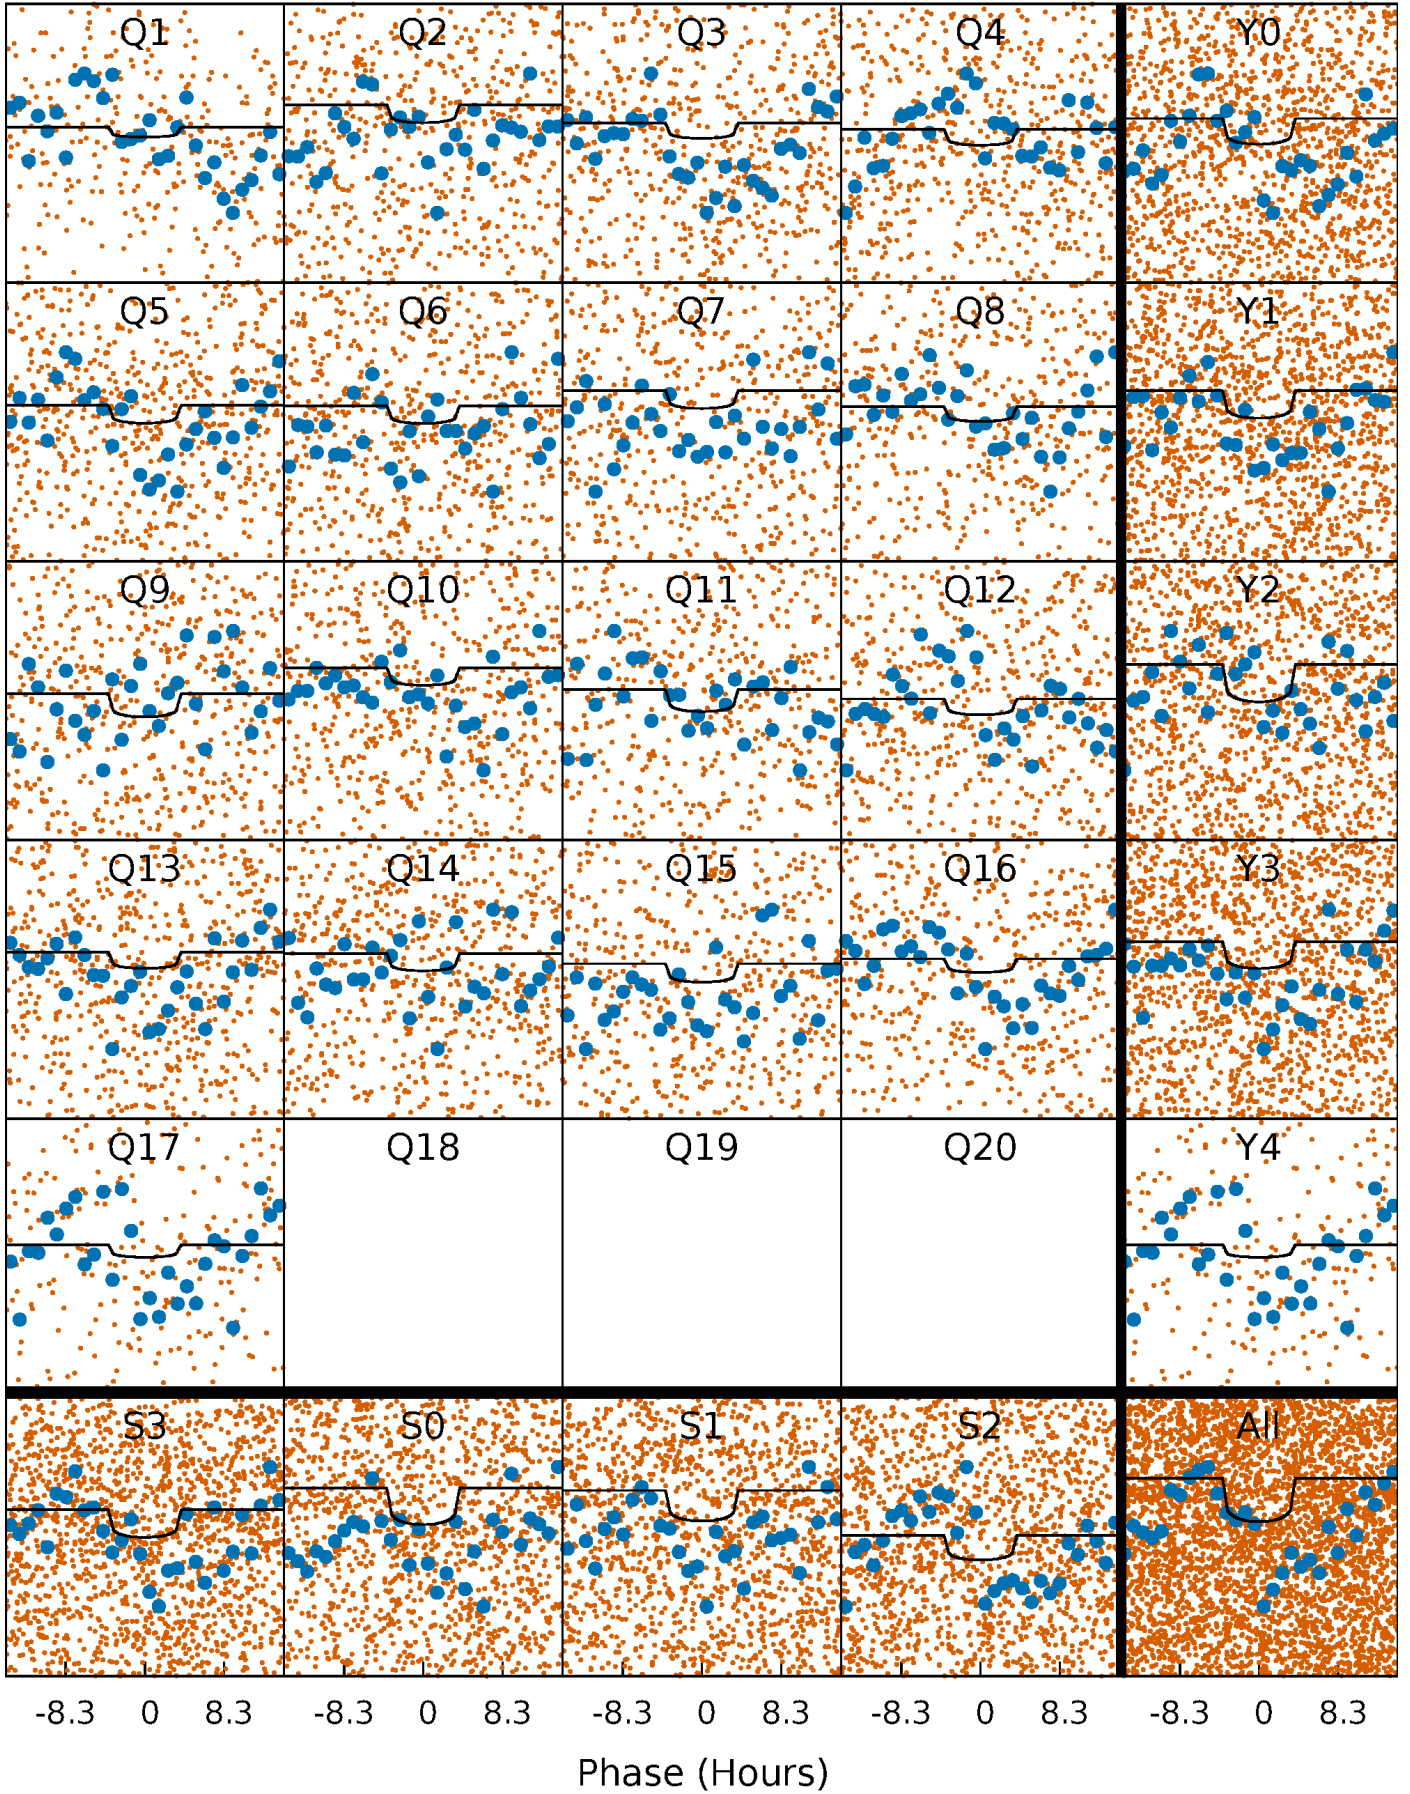 Q1 Q2 Q3 Q4 Y0
Q5 Q6 Q7 Q8 Y1
Q9 Q10 Q11 Q12 Y2
Q13 Q14 Q15 Q16 Y3
Q17 Q18 Q19 Q20 Y4
S3 S0 S1 S2 All
-8.3 0 8.3 -8.3 0 8.3 -8.3 0 8.3 -8.3 0 8.3 -8.3 0 8.3
Phase (Hours)